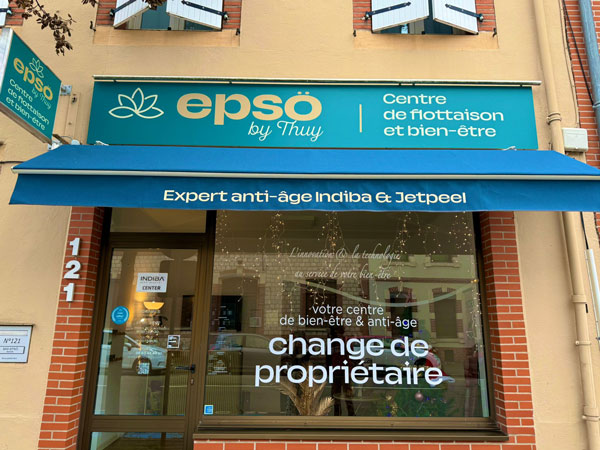 epsö
by Thuy
Centre
de flottaison
et bien-être
epsö
by Thuy
Centre
de flottaison
et bien-être
Expert anti-âge Indiba & Jetpeel
121
L'innovation & la technologie
au service de votre bien-être
INDIBA
CENTER
votre centre
de bien-être & anti-âge
change de
propriétaire
N°121